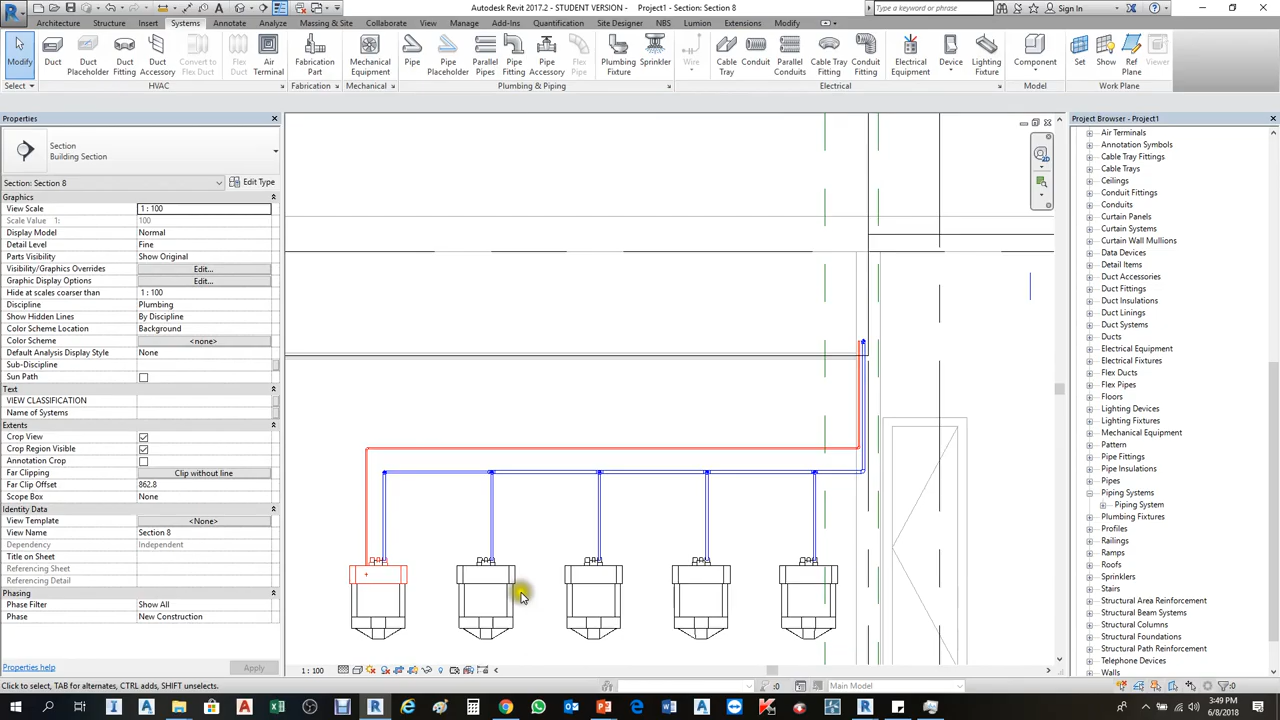 Autodesk Revit 2017.2 - STUDENT VERSION - Project1 - Section: Section 8
Type a keyword or phrase
Sign In
Architecture Structure Insert Systems Annotate Analyze Massing & Site Collaborate View Manage Add-Ins Quantification Site Designer NBS Lumion Extensions Modify
Modify
Duct
Duct Placeholder
Duct Fitting
Duct Accessory
Convert to Flex Duct
Flex Duct
Air Terminal
Fabrication Part
Mechanical Equipment
Pipe
Pipe Placeholder
Parallel Pipes
Pipe Fitting
Pipe Accessory
Flex Pipe
Plumbing Fixture
Sprinkler
Wire
Cable Tray
Conduit
Parallel Conduits
Cable Tray Fitting
Conduit Fitting
Electrical Equipment
Device
Lighting Fixture
Component
Set
Show
Ref Plane
Viewer
Select HVAC Fabrication Mechanical Plumbing & Piping Electrical Model Work Plane
Properties
Section
Building Section
Section: Section 8 Edit Type
Graphics
View Scale 1 : 100
Scale Value 1: 100
Display Model Normal
Detail Level Fine
Parts Visibility Show Original
Visibility/Graphics Overrides Edit...
Graphic Display Options Edit...
Hide at scales coarser than 1 : 100
Discipline Plumbing
Show Hidden Lines By Discipline
Color Scheme Location Background
Color Scheme <none>
Default Analysis Display Style None
Sub-Discipline
Sun Path
Text
VIEW CLASSIFICATION
Name of Systems
Extents
Crop View
Crop Region Visible
Annotation Crop
Far Clipping Clip without line
Far Clip Offset 862.8
Scope Box None
Identity Data
View Template <None>
View Name Section 8
Dependency Independent
Title on Sheet
Referencing Sheet
Referencing Detail
Phasing
Phase Filter Show All
Phase New Construction
Properties help Apply
Project Browser - Project1
Air Terminals
Annotation Symbols
Cable Tray Fittings
Cable Trays
Ceilings
Conduit Fittings
Conduits
Curtain Panels
Curtain Systems
Curtain Wall Mullions
Data Devices
Detail Items
Duct Accessories
Duct Fittings
Duct Insulations
Duct Linings
Duct Systems
Ducts
Electrical Equipment
Electrical Fixtures
Flex Ducts
Flex Pipes
Floors
Lighting Devices
Lighting Fixtures
Mechanical Equipment
Pattern
Pipe Fittings
Pipe Insulations
Pipes
Piping Systems
Piping System
Plumbing Fixtures
Profiles
Railings
Ramps
Roofs
Sprinklers
Stairs
Structural Area Reinforcement
Structural Beam Systems
Structural Columns
Structural Foundations
Structural Path Reinforcement
Telephone Devices
Walls
1 : 100
Click to select, TAB for alternates, CTRL adds, SHIFT unselects.
:0
Main Model
:0
3:49 PM
6/8/2018